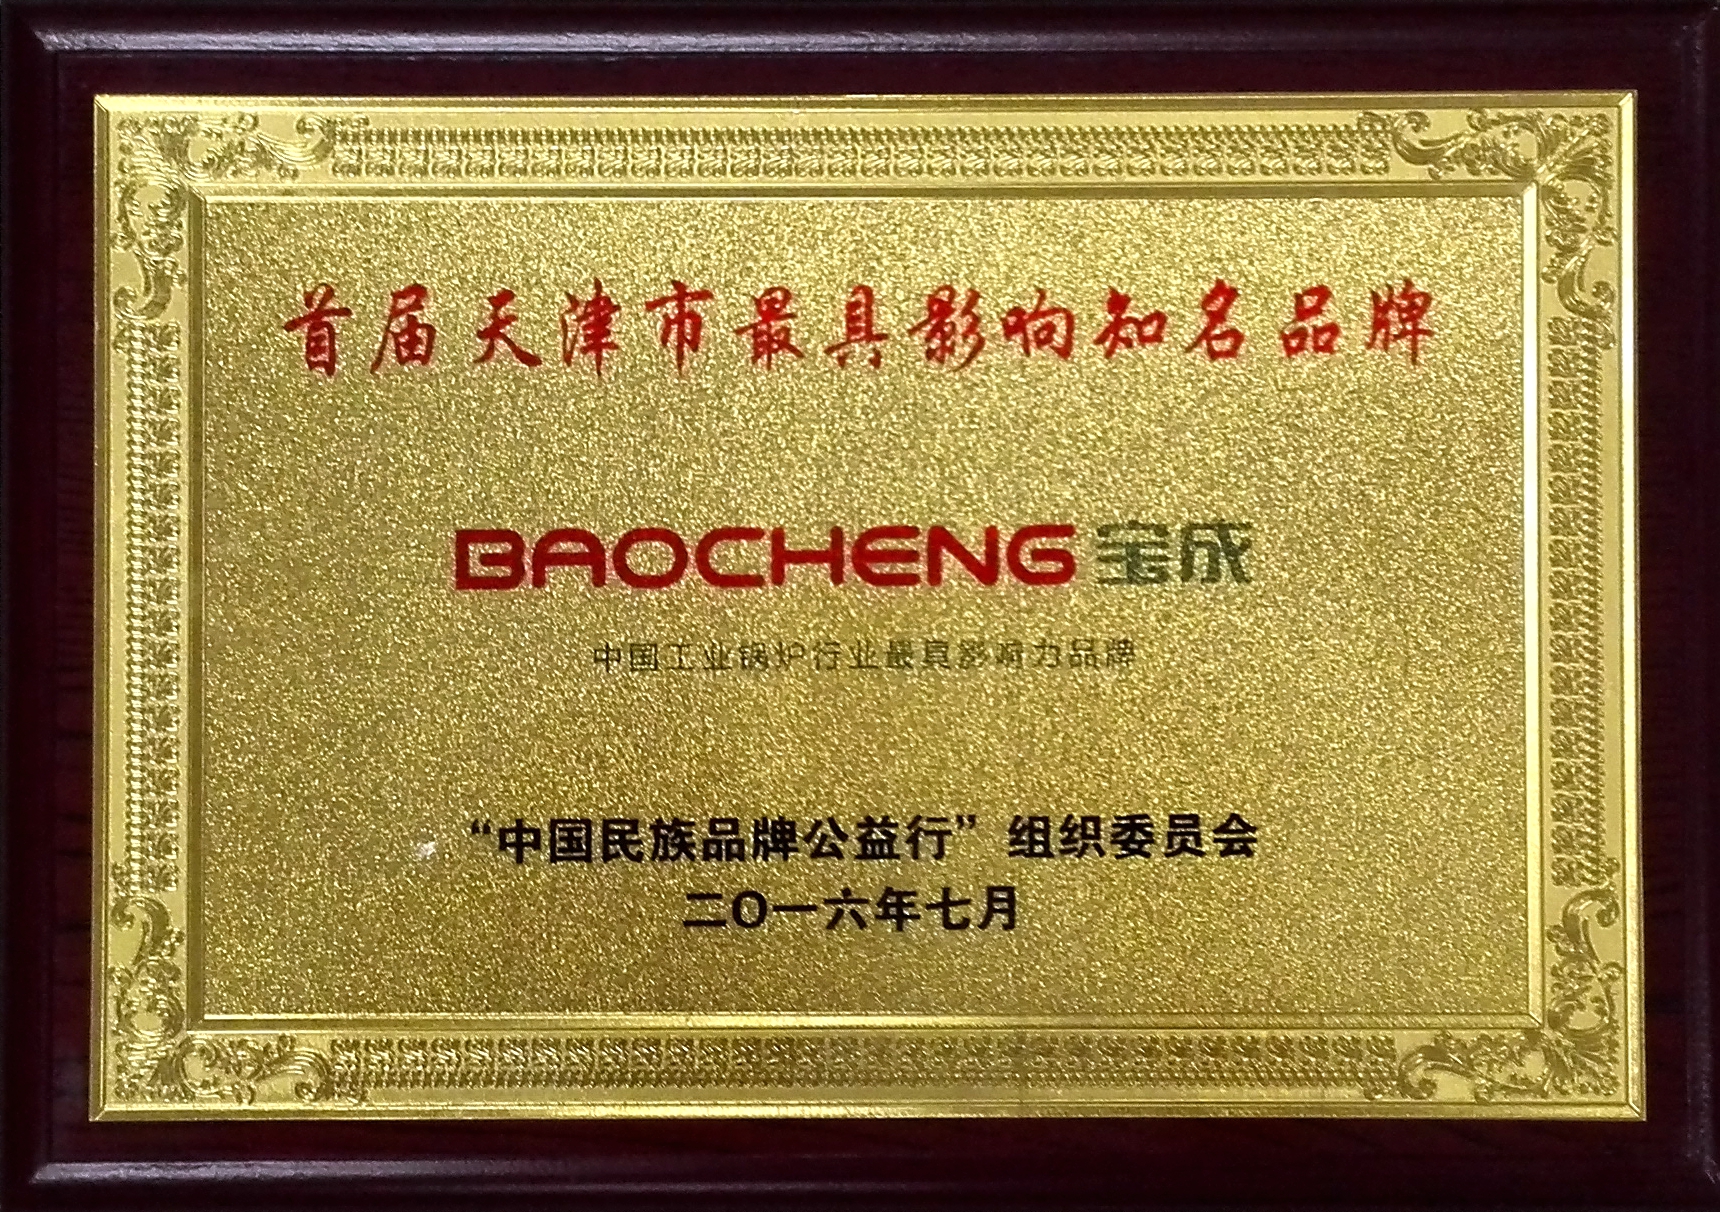 首届天津市最具影响知名品牌
BAOCHENG 宝成
中国工业锅炉行业最具影响力品牌
“中国民族品牌公益行”组织委员会
二〇一六年七月